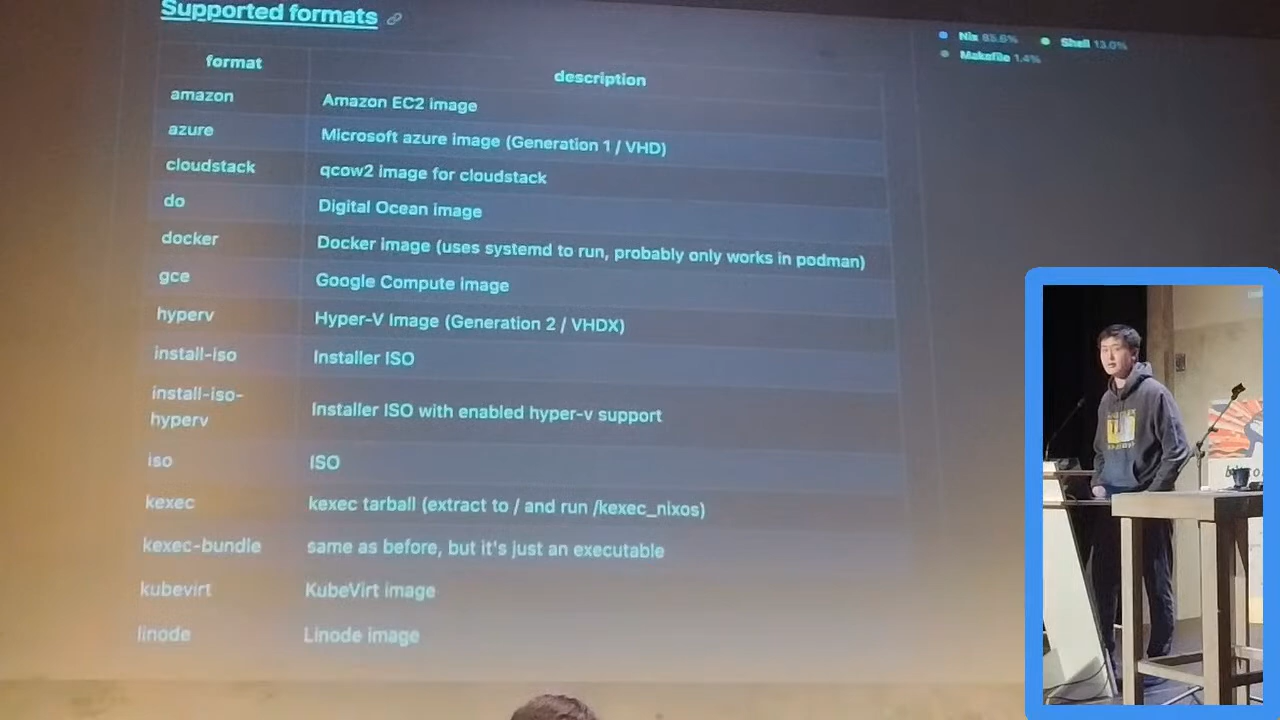 Supported formats
Nix 85.6% Shell 13.0%
Makefile 1.4%
format description
amazon Amazon EC2 image
azure Microsoft azure image (Generation 1 / VHD)
cloudstack qcow2 image for cloudstack
do Digital Ocean image
docker Docker image (uses systemd to run, probably only works in podman)
gce Google Compute image
hyperv Hyper-V Image (Generation 2 / VHDX)
install-iso Installer ISO
install-iso-
hyperv Installer ISO with enabled hyper-v support
iso ISO
kexec kexec tarball (extract to / and run /kexec_nixos)
kexec-bundle same as before, but it's just an executable
kubevirt KubeVirt image
linode Linode image